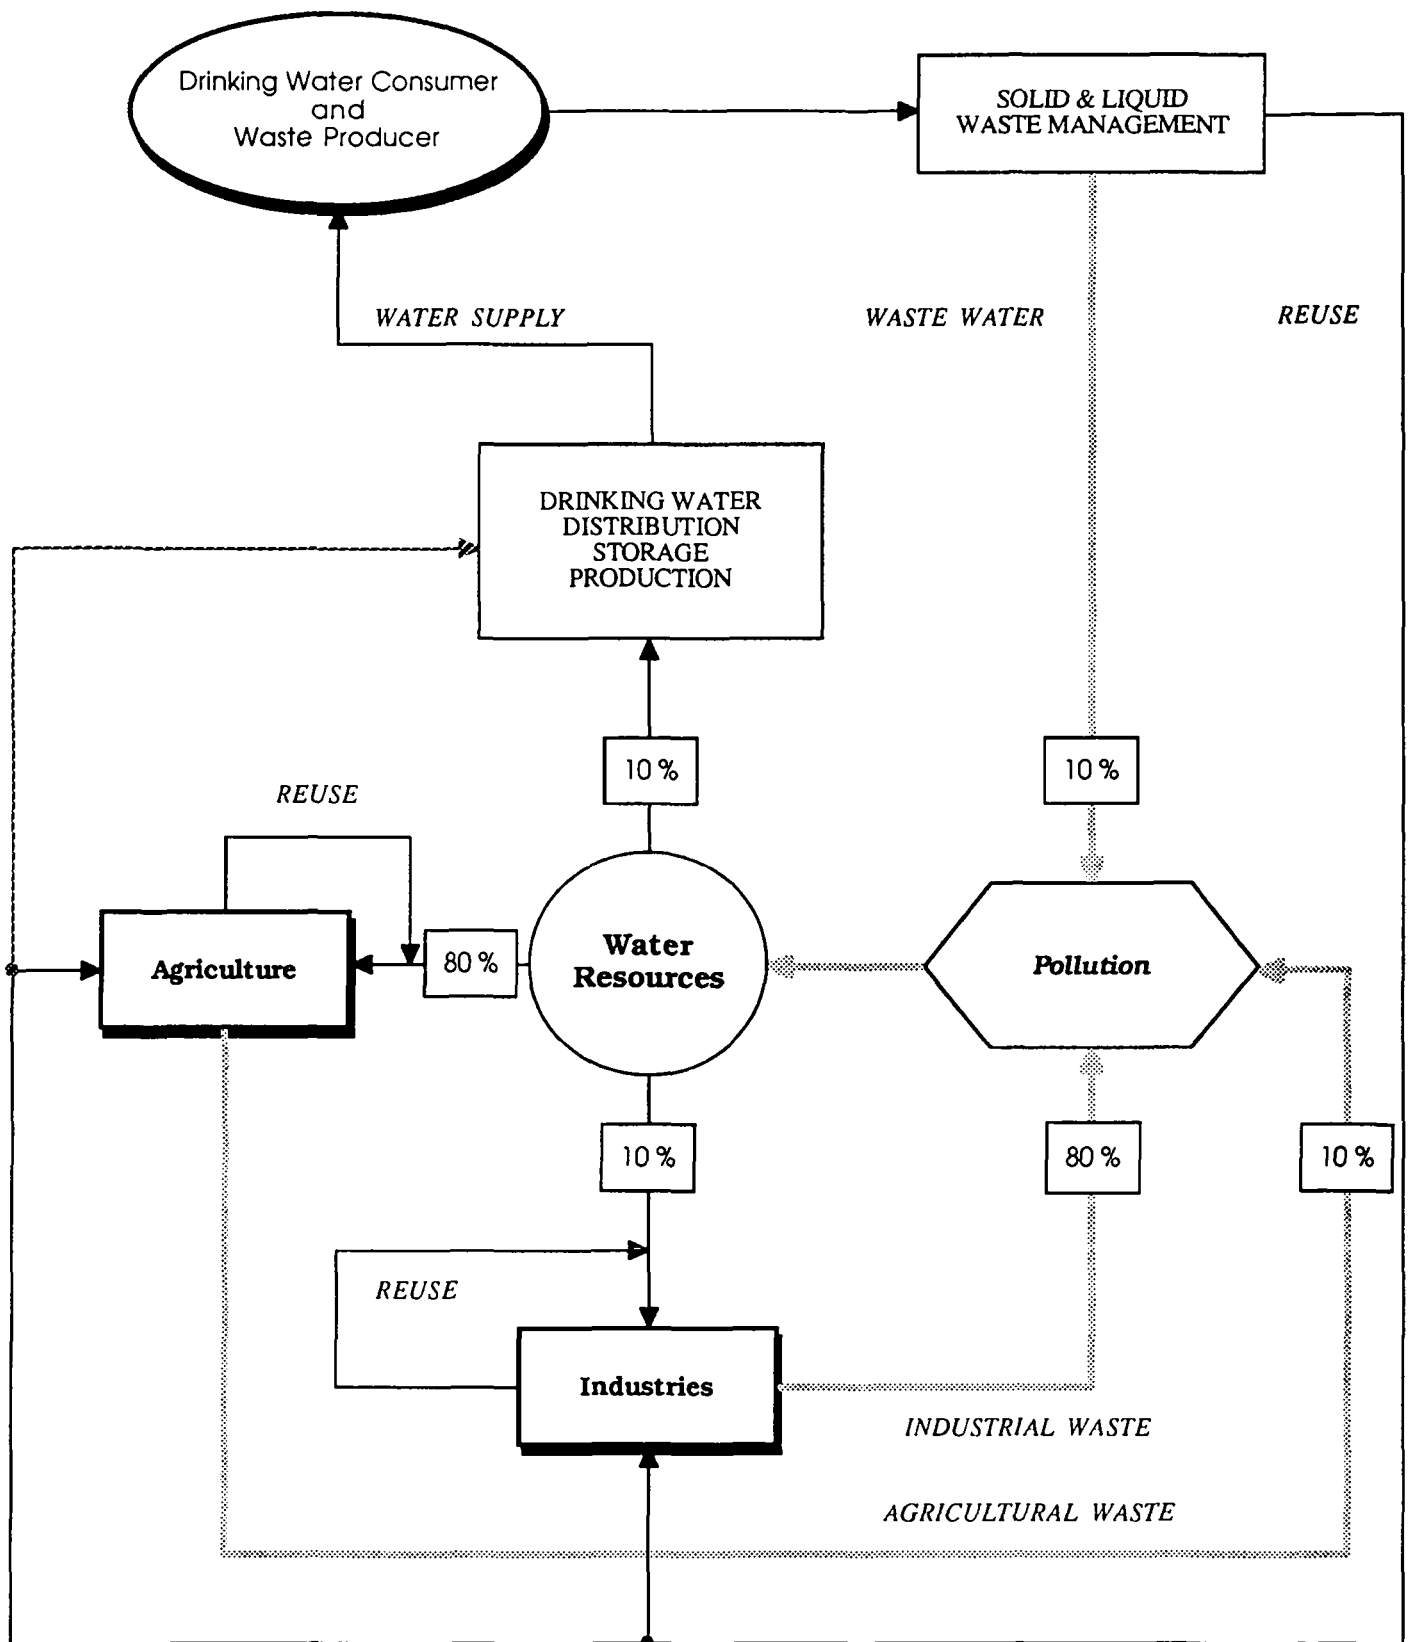 Drinking Water Consumer
and
Waste Producer
SOLID & LIQUID
WASTE MANAGEMENT
WATER SUPPLY
WASTE WATER
REUSE
DRINKING WATER
DISTRIBUTION
STORAGE
PRODUCTION
10 %
10 %
REUSE
Agriculture
80 %
Water
Resources
Pollution
10 %
80 %
10 %
REUSE
Industries
INDUSTRIAL WASTE
AGRICULTURAL WASTE